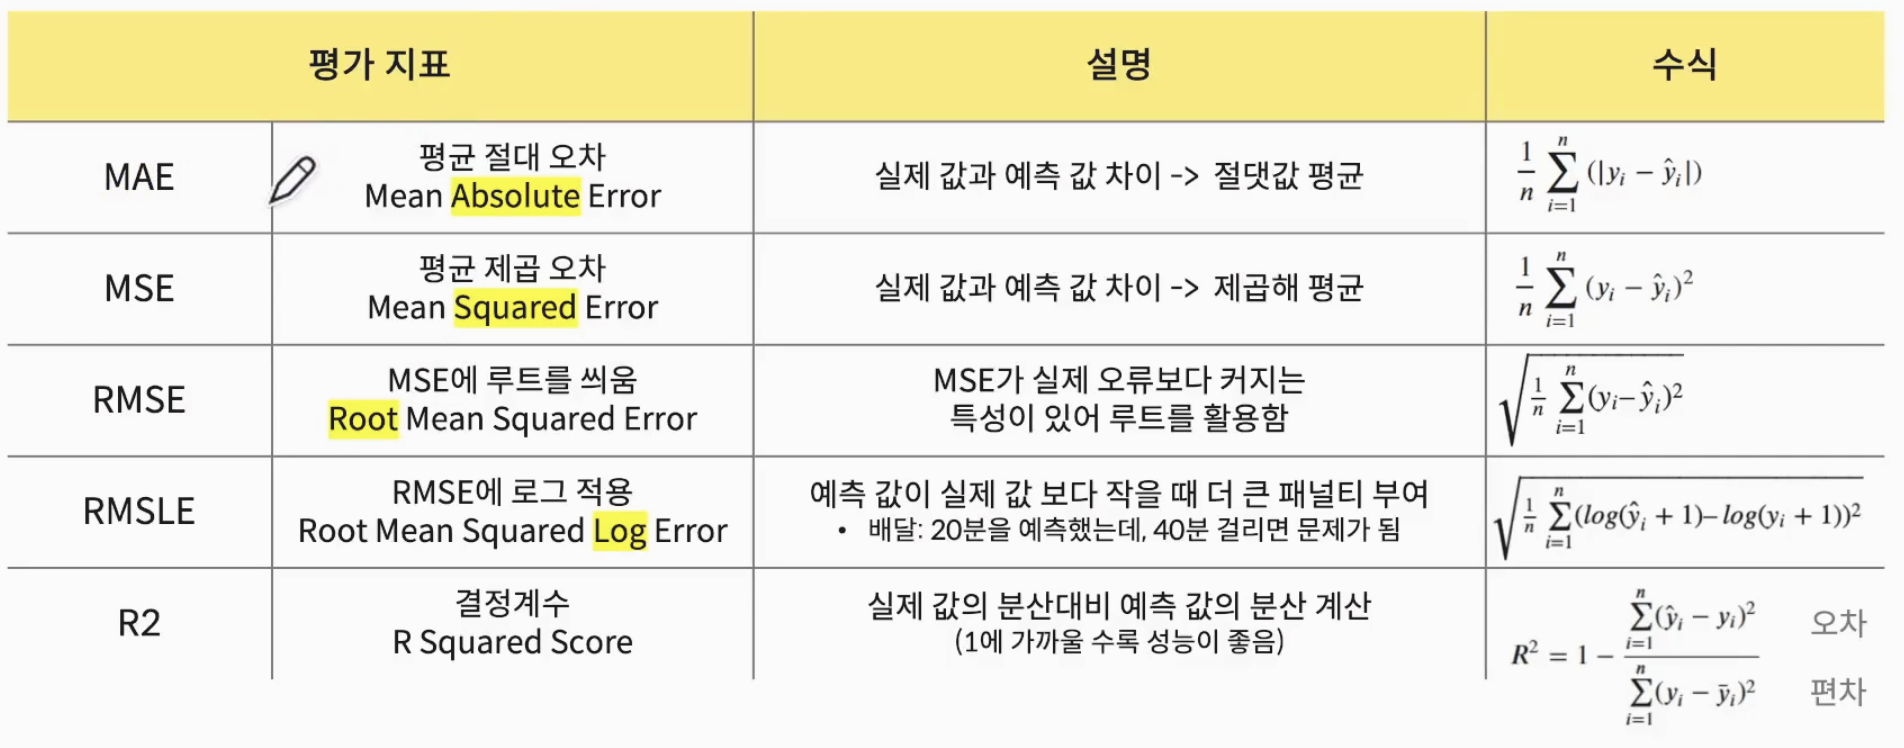 평가 지표 설명 수식
MAE
평균 절대 오차
Mean Absolute Error
실제 값과 예측 값 차이 -> 절댓값 평균
\frac{1}{n} \sum_{i=1}^{n} (|y_i - \hat{y}_i|)
MSE
평균 제곱 오차
Mean Squared Error
실제 값과 예측 값 차이 -> 제곱해 평균
\frac{1}{n} \sum_{i=1}^{n} (y_i - \hat{y}_i)^2
RMSE
MSE에 루트를 씌움
Root Mean Squared Error
MSE가 실제 오류보다 커지는
특성이 있어 루트를 활용함
\sqrt{\frac{1}{n} \sum_{i=1}^{n} (y_i - \hat{y}_i)^2}
RMSLE
RMSE에 로그 적용
Root Mean Squared Log Error
예측 값이 실제 값 보다 작을 때 더 큰 패널티 부여
• 배달: 20분을 예측했는데, 40분 걸리면 문제가 됨
\sqrt{\frac{1}{n} \sum_{i=1}^{n} (log(\hat{y}_i + 1) - log(y_i + 1))^2}
R2
결정계수
R Squared Score
실제 값의 분산대비 예측 값의 분산 계산
(1에 가까울 수록 성능이 좋음)
R^2 = 1 - \frac{\sum_{i=1}^{n} (\hat{y}_i - y_i)^2}{\sum_{i=1}^{n} (y_i - \bar{y}_i)^2}
오차
편차